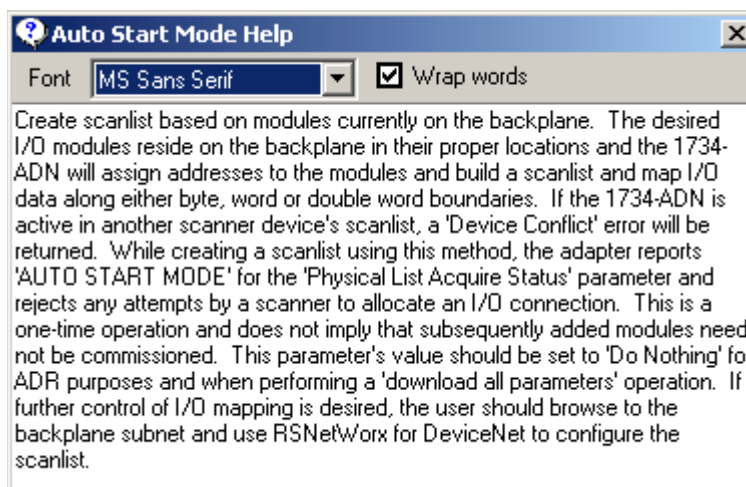 Auto Start Mode Help
Font MS Sans Serif Wrap words
Create scanlist based on modules currently on the backplane.  The desired
I/O modules reside on the backplane in their proper locations and the 1734-
ADN will assign addresses to the modules and build a scanlist and map I/O
data along either byte, word or double word boundaries.  If the 1734-ADN is
active in another scanner device's scanlist, a 'Device Conflict' error will be
returned.  While creating a scanlist using this method, the adapter reports
'AUTO START MODE' for the 'Physical List Acquire Status' parameter and
rejects any attempts by a scanner to allocate an I/O connection.  This is a
one-time operation and does not imply that subsequently added modules need
not be commissioned.  This parameter's value should be set to 'Do Nothing' fo
ADR purposes and when performing a 'download all parameters' operation.  If
further control of I/O mapping is desired, the user should browse to the
backplane subnet and use RSNetWorx for DeviceNet to configure the
scanlist.